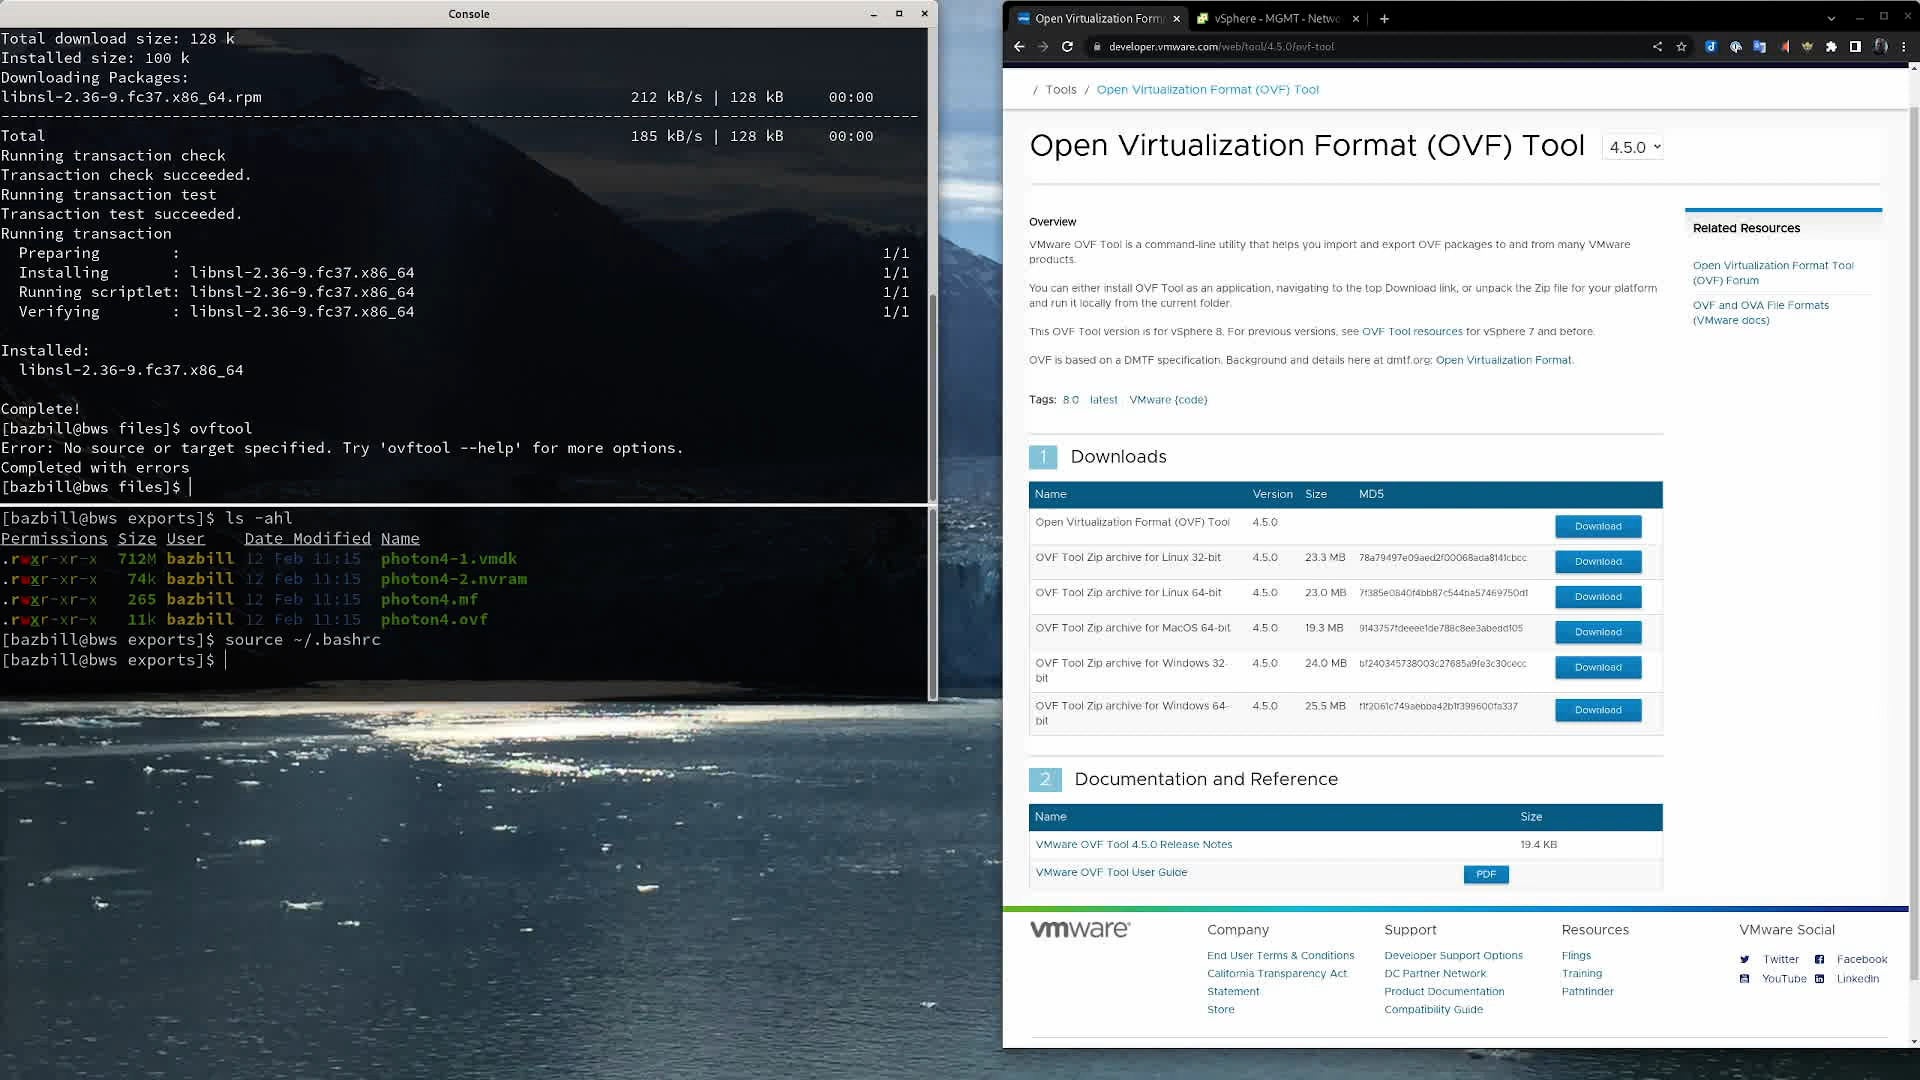 Console
Total download size: 128 k
Installed size: 100 k
Downloading Packages:
libnsl-2.36-9.fc37.x86_64.rpm 212 kB/s | 128 kB 00:00
--------------------------------------------------------------------------------
Total 185 kB/s | 128 kB 00:00
Running transaction check
Transaction check succeeded.
Running transaction test
Transaction test succeeded.
Running transaction
Preparing : 1/1
Installing : libnsl-2.36-9.fc37.x86_64 1/1
Running scriptlet: libnsl-2.36-9.fc37.x86_64 1/1
Verifying : libnsl-2.36-9.fc37.x86_64 1/1
Installed:
libnsl-2.36-9.fc37.x86_64
Complete!
[bazbill@bws files]$ ovftool
Error: No source or target specified. Try 'ovftool --help' for more options.
Completed with errors
[bazbill@bws files]$
[bazbill@bws exports]$ ls -ahl
Permissions Size User Date Modified Name
.rwxr-xr-x 712M bazbill 12 Feb 11:15 photon4-1.vmdk
.rwxr-xr-x 74k bazbill 12 Feb 11:15 photon4-2.nvram
.rwxr-xr-x 265 bazbill 12 Feb 11:15 photon4.mf
.rwxr-xr-x 11k bazbill 12 Feb 11:15 photon4.ovf
[bazbill@bws exports]$ source ~/.bashrc
[bazbill@bws exports]$
Open Virtualization Form
vSphere - MGMT - Netwo
developer.vmware.com/web/tool/4.5.0/ovf-tool
/ Tools / Open Virtualization Format (OVF) Tool
Open Virtualization Format (OVF) Tool 4.5.0
Overview
VMware OVF Tool is a command-line utility that helps you import and export OVF packages to and from many VMware
products.
You can either install OVF Tool as an application, navigating to the top Download link, or unpack the Zip file for your platform
and run it locally from the current folder.
This OVF Tool version is for vSphere 8. For previous versions, see OVF Tool resources for vSphere 7 and before.
OVF is based on a DMTF specification. Background and details here at dmtf.org: Open Virtualization Format.
Tags: 8.0 latest VMware {code}
Related Resources
Open Virtualization Format Tool
(OVF) Forum
OVF and OVA File Formats
(VMware docs)
1 Downloads
Name Version Size MD5
Open Virtualization Format (OVF) Tool 4.5.0 Download
OVF Tool Zip archive for Linux 32-bit 4.5.0 23.3 MB 78a79497e09aed2f00068ada8141cbcc Download
OVF Tool Zip archive for Linux 64-bit 4.5.0 23.0 MB 7f385e0840f4bb87c544ba57469750d1 Download
OVF Tool Zip archive for MacOS 64-bit 4.5.0 19.3 MB 9143757fdeeee1de788c8ee3abedd105 Download
OVF Tool Zip archive for Windows 32-
bit 4.5.0 24.0 MB bf240345738003c27685a9fe3c30cecc Download
OVF Tool Zip archive for Windows 64-
bit 4.5.0 25.5 MB Download
2 Documentation and Reference
Name Size
VMware OVF Tool 4.5.0 Release Notes 19.4 KB
VMware OVF Tool User Guide PDF
vmware
Company
End User Terms & Conditions
California Transparency Act
Statement
Store
Support
Developer Support Options
DC Partner Network
Product Documentation
Compatibility Guide
Resources
Flings
Training
Pathfinder
VMware Social
Twitter Facebook
YouTube LinkedIn